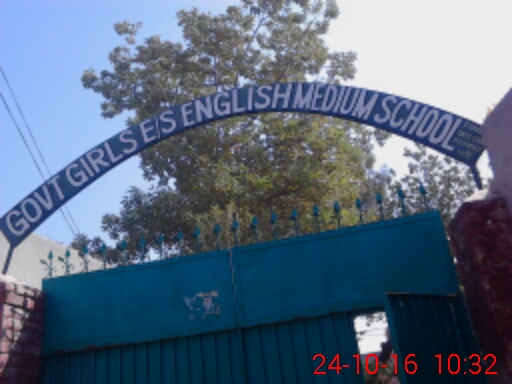 GOVT GIRLS E/S ENGLISH MEDIUM SCHOOL
24-10-16 10:32